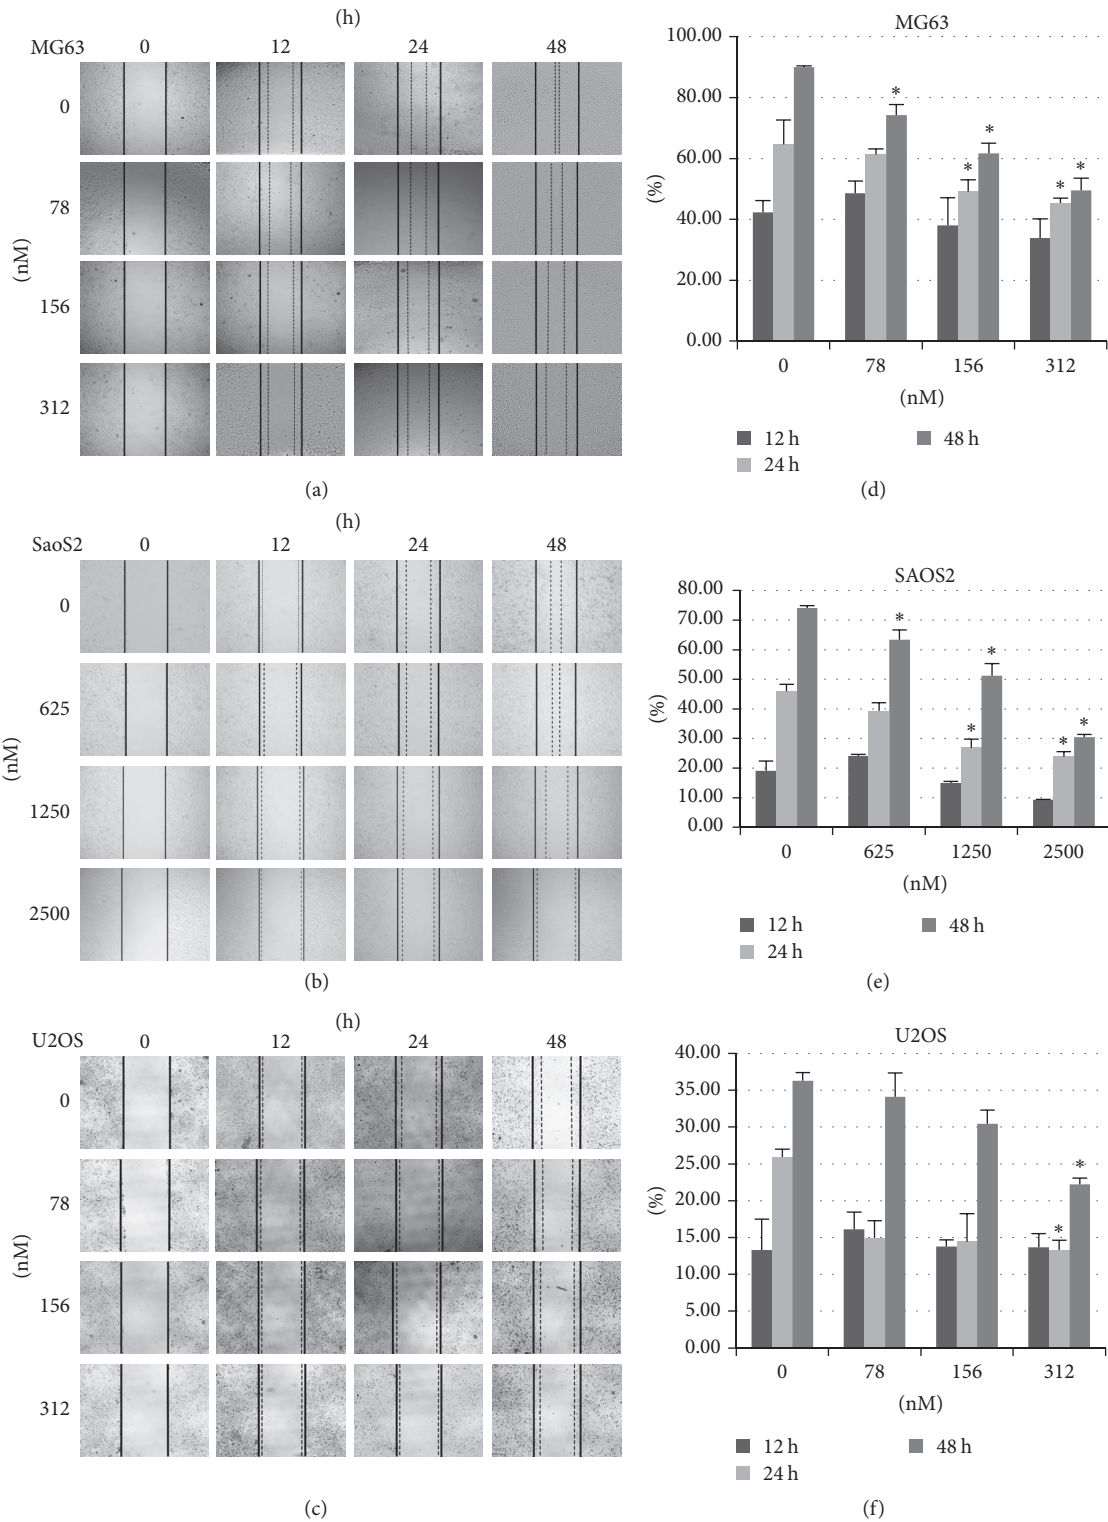 (h)
MG63 0 12 24 48
0
78
156
312
(nM)
(a)
MG63
100.00
80.00
60.00
40.00
20.00
0.00
(%)
* * * * *
0 78 156 312
(nM)
12 h 48 h
24 h
(d)
(h)
SaoS2 0 12 24 48
0
625
1250
2500
(nM)
(b)
SAOS2
80.00
70.00
60.00
50.00
40.00
30.00
20.00
10.00
0.00
(%)
* * * * *
0 625 1250 2500
(nM)
12 h 48 h
24 h
(e)
(h)
U2OS 0 12 24 48
0
78
156
312
(nM)
(c)
U2OS
40.00
35.00
30.00
25.00
20.00
15.00
10.00
5.00
0.00
(%)
* *
0 78 156 312
(nM)
12 h 48 h
24 h
(f)